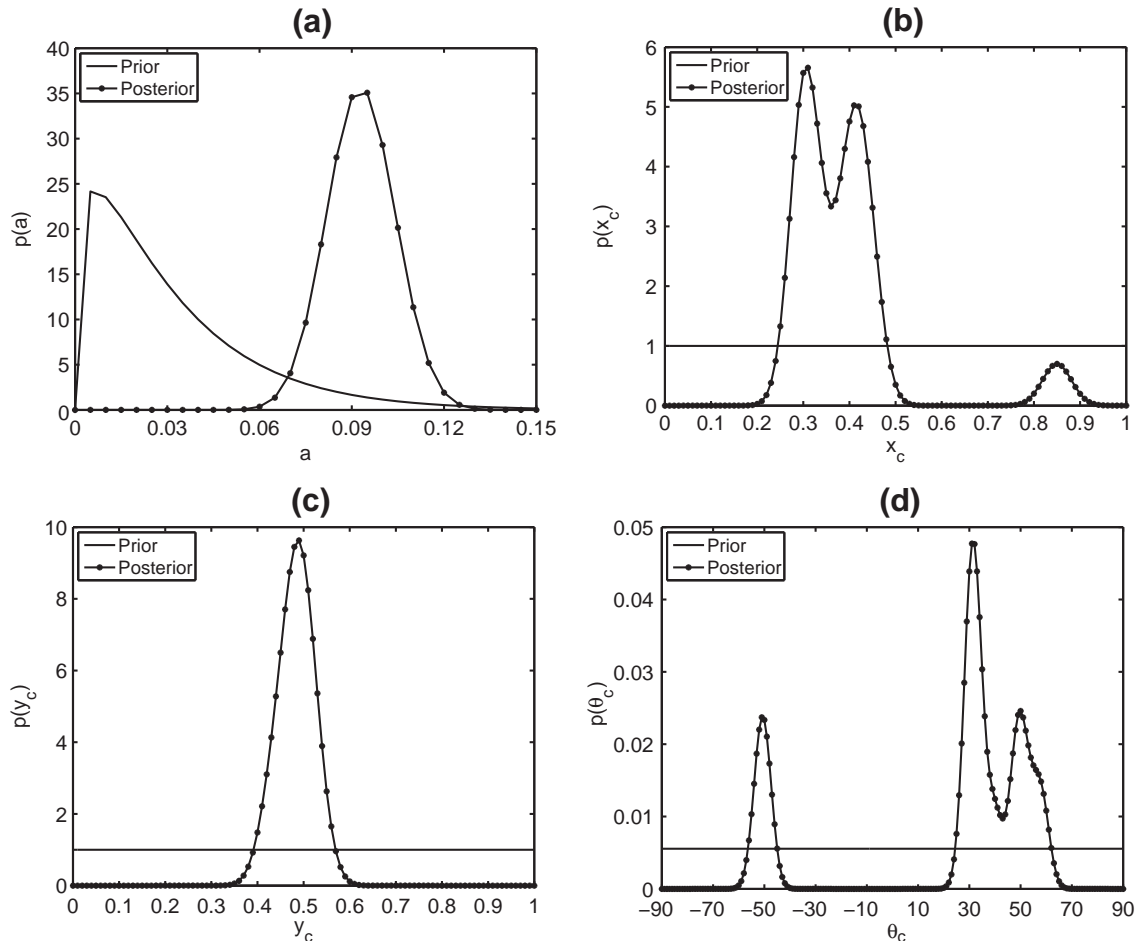 (a)
40
35
30
25
20
15
10
5
0
p(a)
Prior
Posterior
0 0.03 0.06 0.09 0.12 0.15
a
(b)
6
5
4
3
2
1
0
p(x_c)
Prior
Posterior
0 0.1 0.2 0.3 0.4 0.5 0.6 0.7 0.8 0.9 1
x_c
(c)
10
8
6
4
2
0
p(y_c)
Prior
Posterior
0 0.1 0.2 0.3 0.4 0.5 0.6 0.7 0.8 0.9 1
y_c
(d)
0.05
0.04
0.03
0.02
0.01
0
p(θ_c)
Prior
Posterior
−90 −70 −50 −30 −10 10 30 50 70 90
θ_c